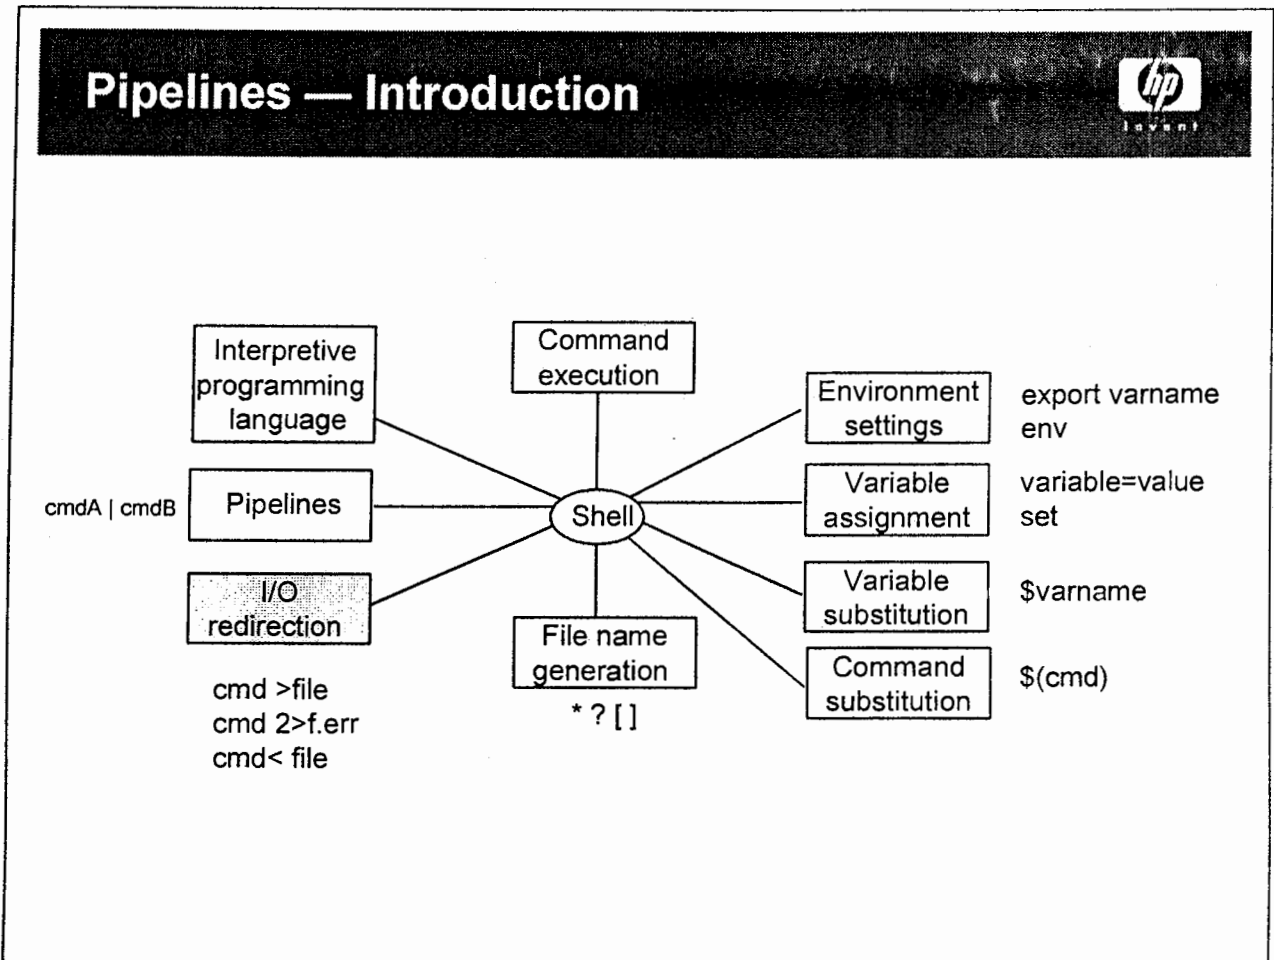 Pipelines — Introduction
hp
invent
Interpretive
programming
language
Command
execution
Environment
settings
export varname
env
cmdA | cmdB
Pipelines
Shell
Variable
assignment
variable=value
set
I/O
redirection
cmd >file
cmd 2>f.err
cmd< file
File name
generation
* ? [ ]
Variable
substitution
$varname
Command
substitution
$(cmd)